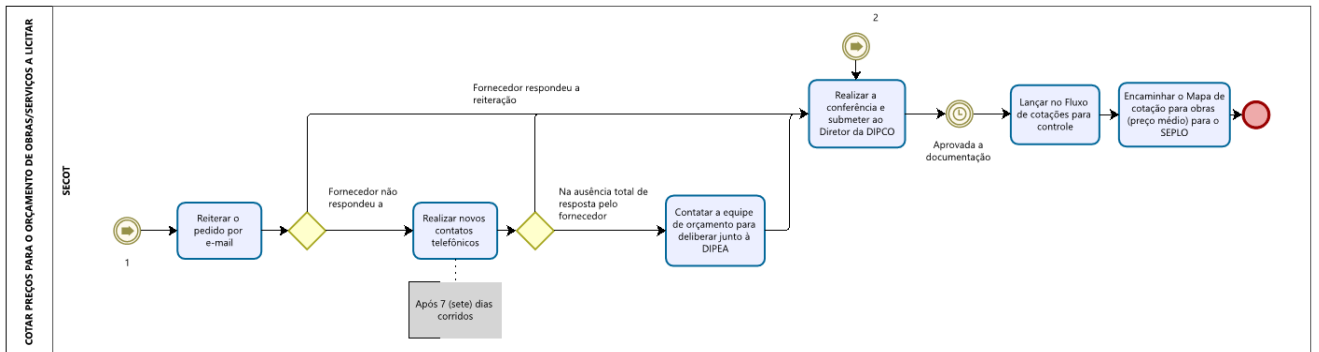 COTAR PREÇOS PARA O ORÇAMENTO DE OBRAS/SERVIÇOS A LICITAR
SECOT
2
Fornecedor respondeu a
reiteração
Realizar a
conferência e
submeter ao
Diretor da DIPCO
Aprovada a
documentação
Lançar no Fluxo
de cotações para
controle
Encaminhar o Mapa de
cotação para obras
(preço médio) para o
SEPLO
1
Reiterar o
pedido por
e-mail
Fornecedor não
respondeu a
Realizar novos
contatos
telefônicos
Na ausência total de
resposta pelo
fornecedor
Contatar a equipe
de orçamento para
deliberar junto à
DIPEA
Após 7 (sete) dias
corridos